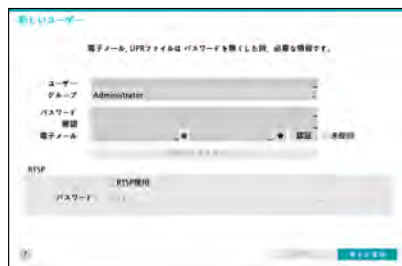 新しいユーザー
電子メール, UPRファイルは パスワードを無くした時, 必要な情報です。
ユーザー
グループ Administrator
パスワード
確認
電子メール 認証 未使用
RTSP
RTSP使用
パスワード